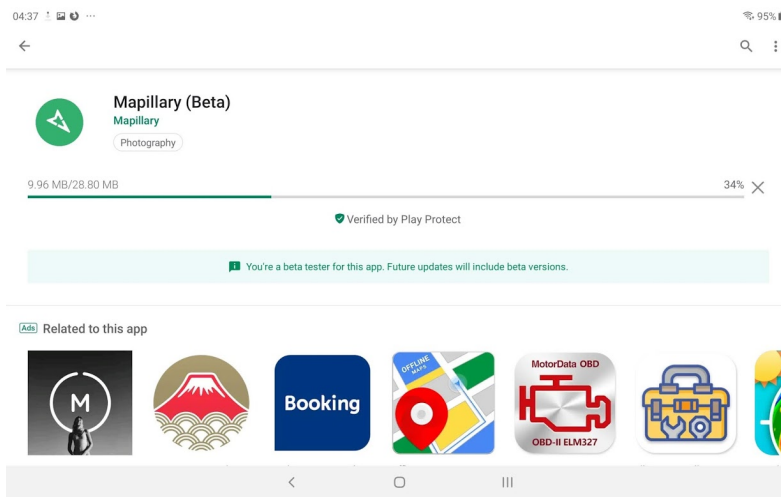 04:37
95%
Mapillary (Beta)
Mapillary
Photography
9.96 MB/28.80 MB
34%
Verified by Play Protect
You're a beta tester for this app. Future updates will include beta versions.
Ads Related to this app
M
Booking
OFFLINE
MAPS
MotorData OBD
OBD-II ELM327